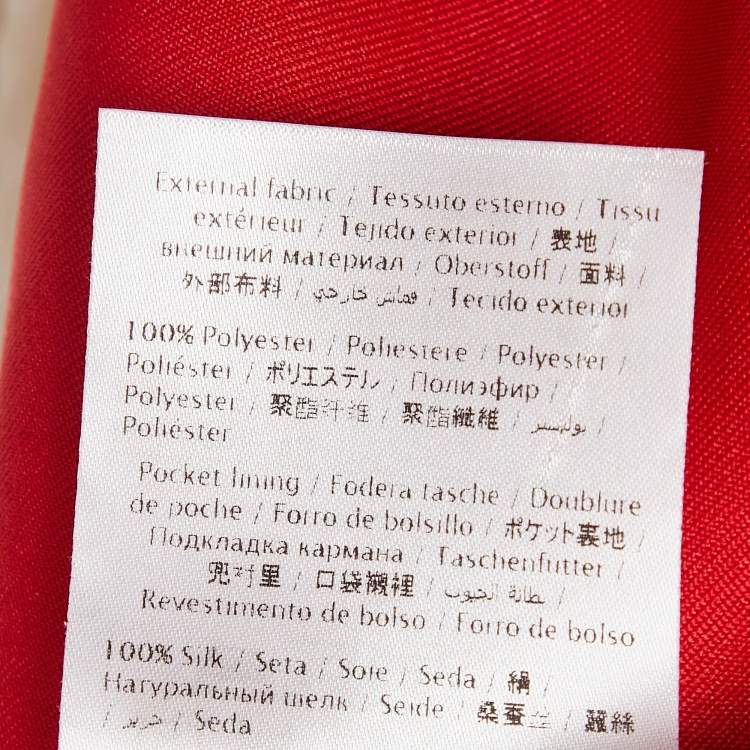 External fabric / Tessuto esterno / Tissu
extérieur / Tejido exterior / 表地 /
внешний материал / Oberstoff / 面料 /
外部布料 / قماش خارجي / Tecido exterior
100% Polyester / Poliestere / Polyester /
Poliéster / ポリエステル / Полиэфир /
Polyester / 聚酯纤维 / 聚酯纖維 / بوليستر /
Poliéster
Pocket lining / Fodera tasche / Doublure
de poche / Forro de bolsillo / ポケット裏地 /
Подкладка кармана / Taschenfutter /
兜衬里 / 口袋襯裡 / بطانة الجيوب /
Revestimento de bolso / Forro de bolso
100% Silk / Seta / Soie / Seda / 絹 /
Натуральный шелк / Seide / 桑蚕丝 / 蠶絲
/ حرير / Seda